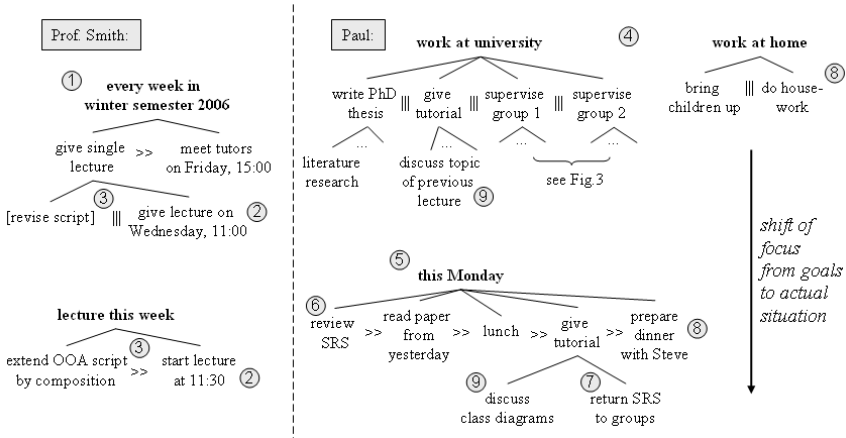 Prof. Smith:
1
every week in
winter semester 2006
give single
lecture
>>
meet tutors
on Friday, 15:00
3
[revise script]
|||
give lecture on
Wednesday, 11:00
2
lecture this week
extend OOA script
by composition
3
>>
start lecture
at 11:30
2
Paul:
work at university
4
write PhD
thesis
|||
give
tutorial
|||
supervise
group 1
|||
supervise
group 2
...
...
...
...
literature
research
discuss topic
of previous
lecture
9
see Fig.3
work at home
bring
children up
|||
do house-
work
8
5
this Monday
6
review
SRS
>>
read paper
from
yesterday
>>
lunch
>>
give
tutorial
>>
prepare
dinner
with Steve
8
9
discuss
class diagrams
7
return SRS
to groups
shift of
focus
from goals
to actual
situation